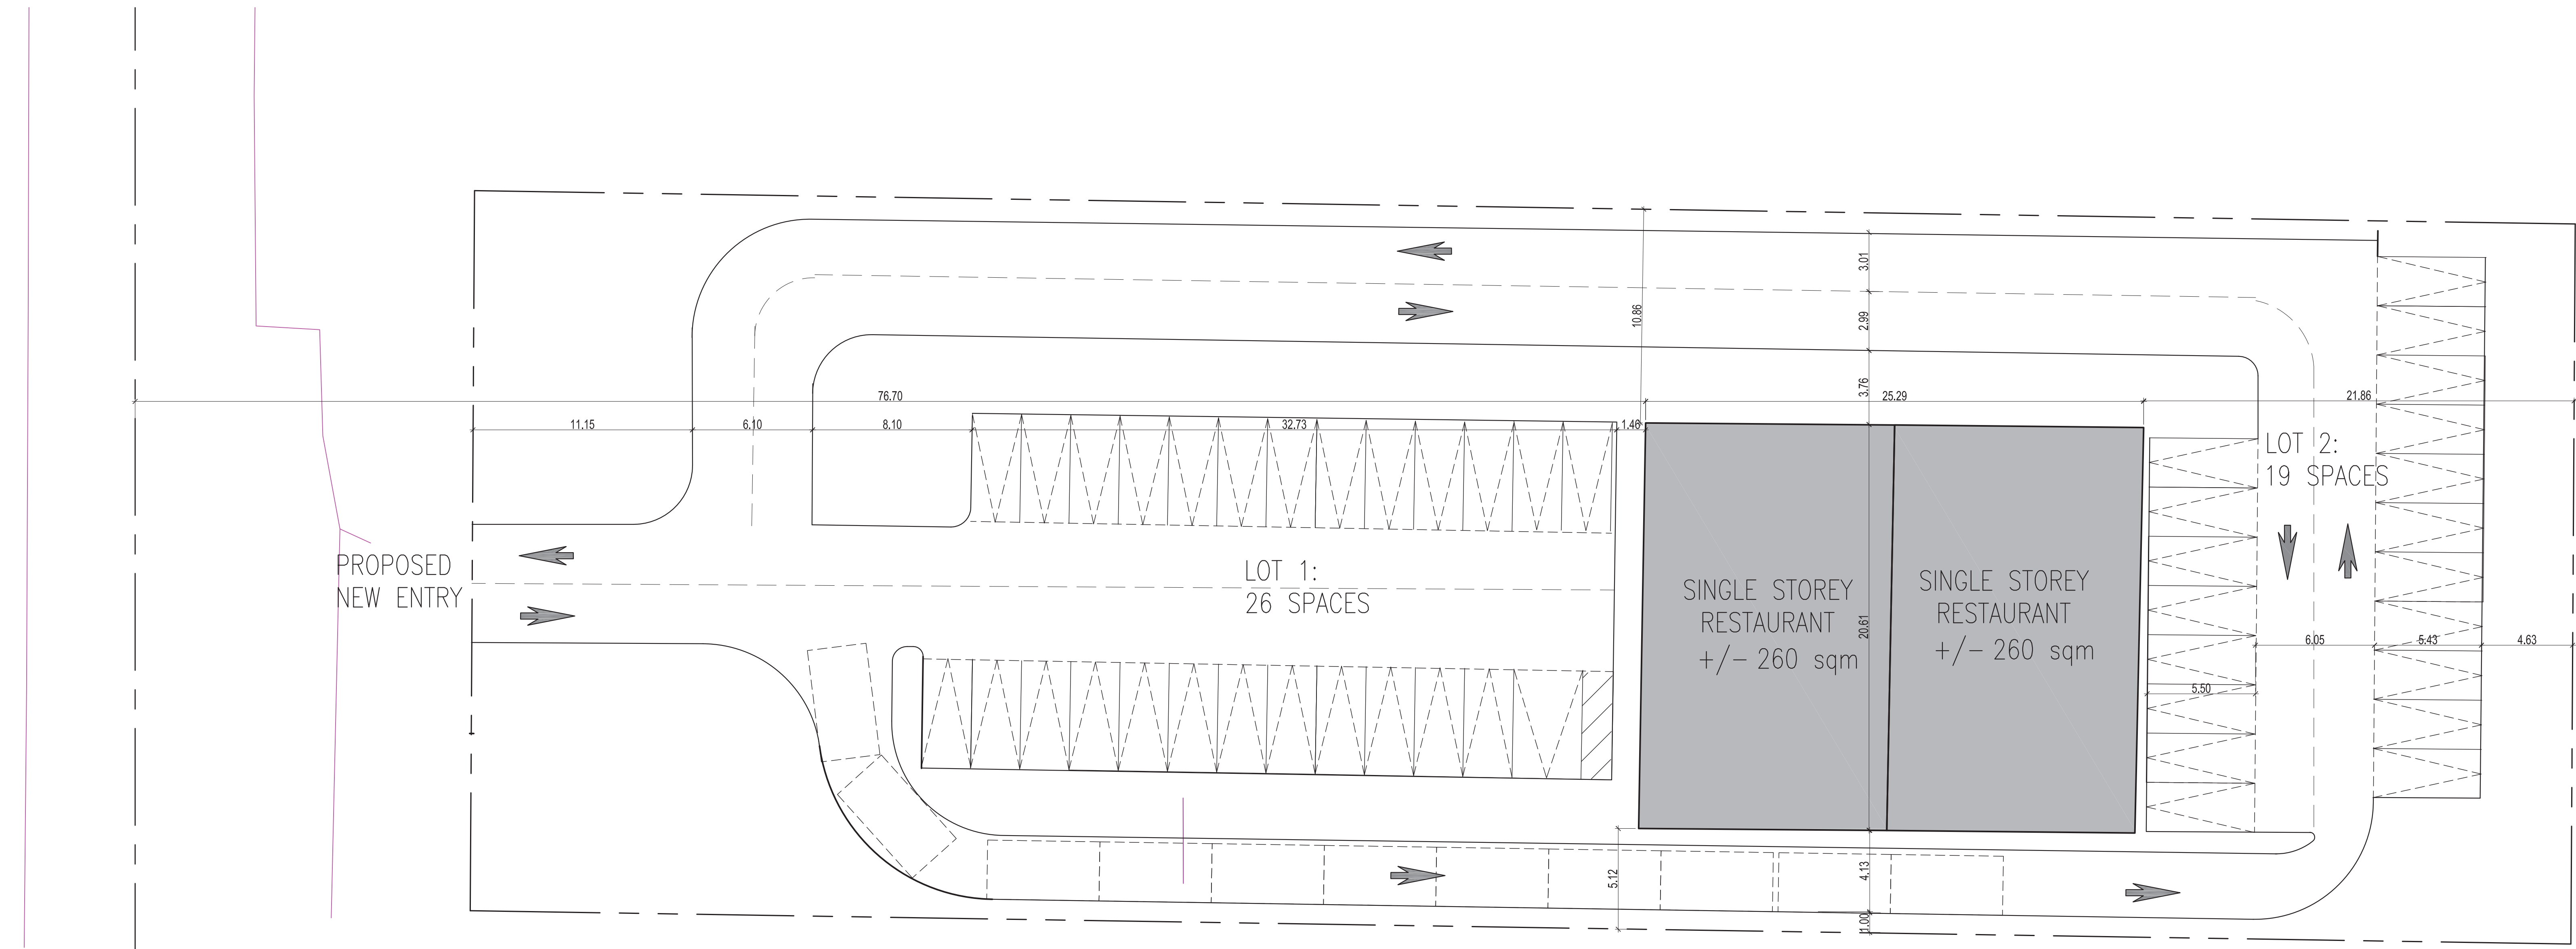 3.01
10.86
2.99
3.76
76.70
25.29
21.86
11.15
6.10
8.10
32.73
1.46
LOT 2:
19 SPACES
PROPOSED
NEW ENTRY
LOT 1:
26 SPACES
SINGLE STOREY
RESTAURANT
+/- 260 sqm
20.61
SINGLE STOREY
RESTAURANT
+/- 260 sqm
6.05
5.43
4.63
5.50
5.12
4.13
1.00